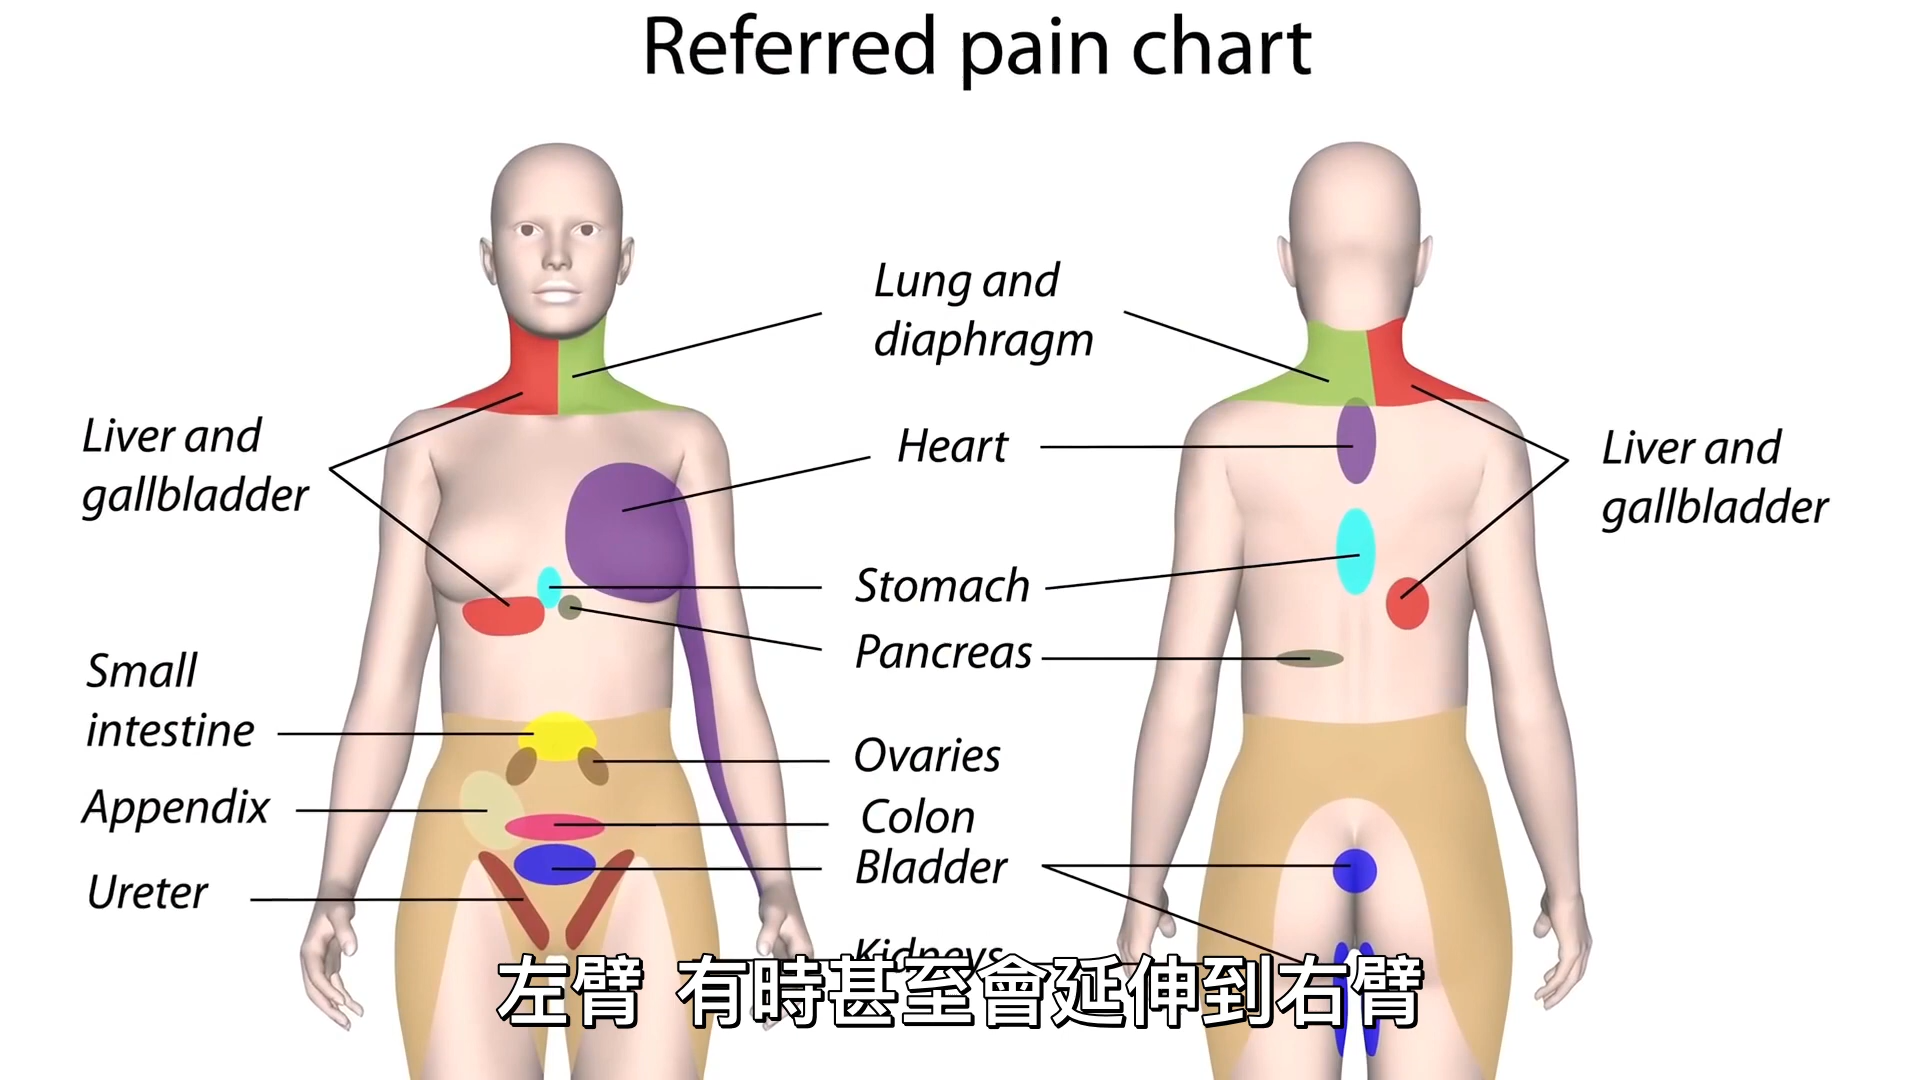 Referred pain chart
Lung and
diaphragm
Liver and
gallbladder
Heart
Liver and
gallbladder
Stomach
Pancreas
Small
intestine
Ovaries
Appendix
Colon
Bladder
Ureter
Kidneys
左臂 有時甚至會延伸到右臂